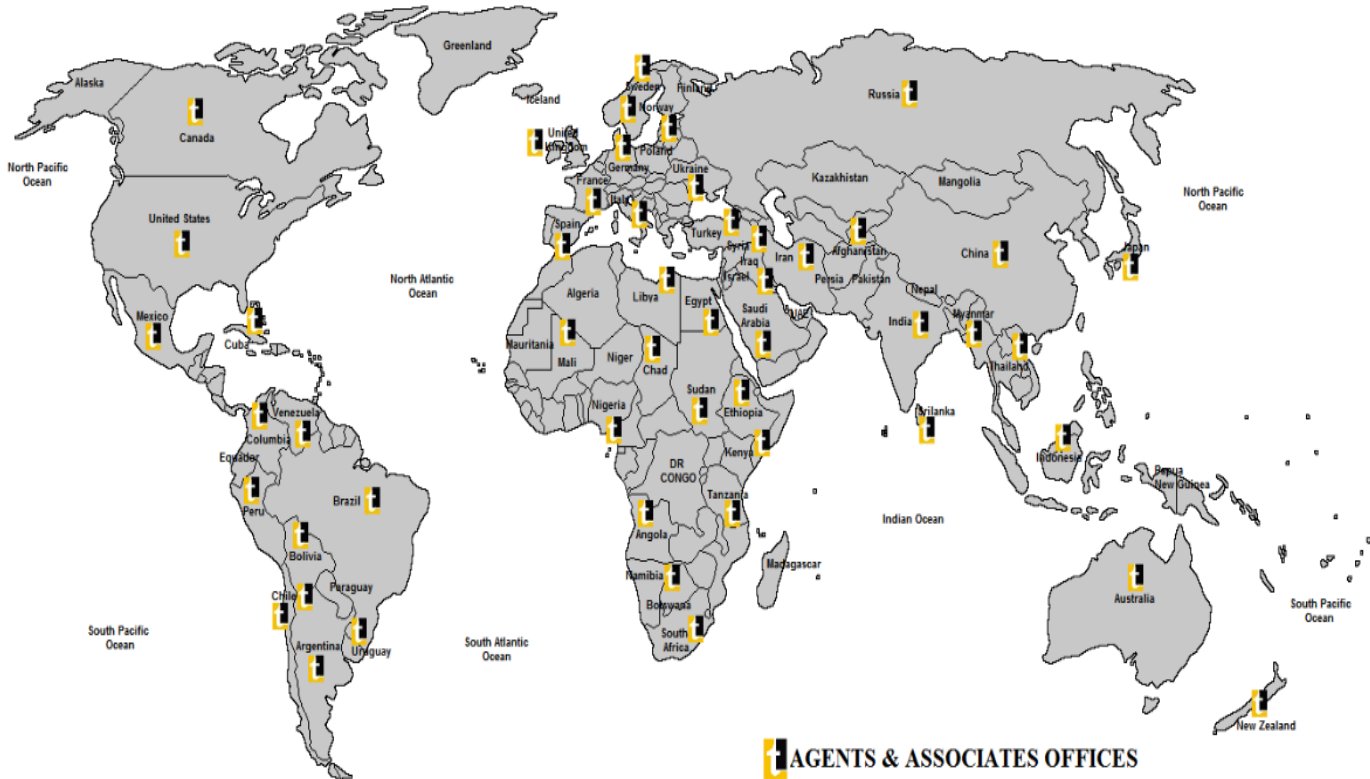 Greenland
Alaska
Canada
Iceland
Sweden
Finland
Norway
Russia
United
Kingdom
Poland
Germany
Ukraine
France
Italy
Spain
Kazakhstan
Mangolia
North Pacific
Ocean
North Pacific
Ocean
United States
North Atlantic
Ocean
Turkey
Syria
Iraq
Israel
Iran
Persia
Afghanistan
Pakistan
China
Japan
Nepal
Mexico
Cuba
Algeria
Libya
Egypt
Saudi
Arabia
UAE
India
Myanmar
Thailand
Mauritania
Mali
Niger
Chad
Sudan
Nigeria
Ethiopia
Kenya
Srilanka
Indonesia
Papua
New Guinea
Venezuela
Columbia
Equador
Peru
Brazil
DR
CONGO
Tanzania
Indian Ocean
Angola
Bolivia
Madagascar
Namibia
Botswana
South
Africa
Paraguay
Chile
Argentina
Uruguay
Australia
South Pacific
Ocean
South Atlantic
Ocean
South Pacific
Ocean
New Zealand
t AGENTS & ASSOCIATES OFFICES